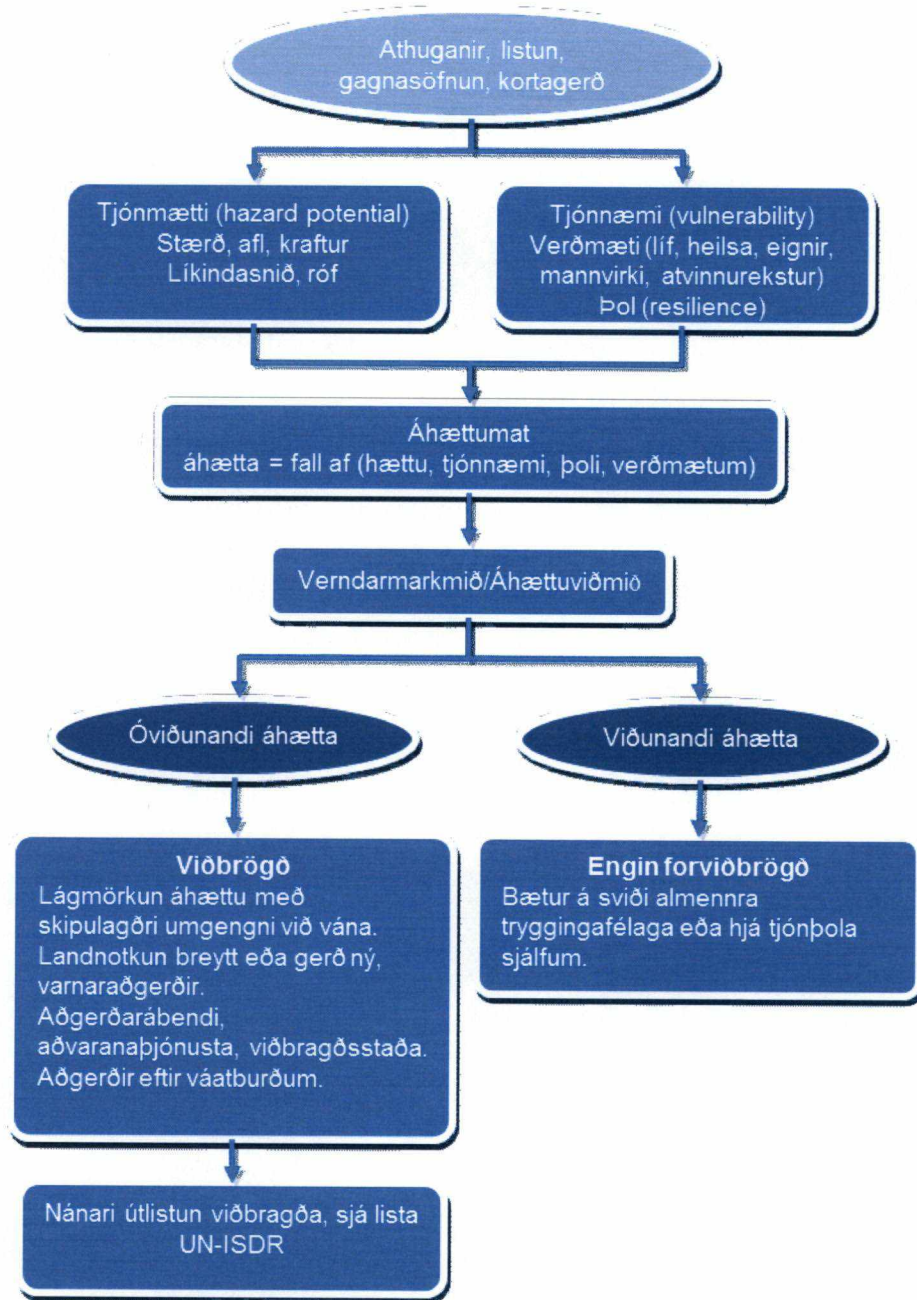 Athuganir, listun,
gagnasöfnun, kortagerð
Tjónmætti (hazard potential)
Stærð, afl, kraftur
Líkindasnið, róf
Tjónnæmi (vulnerability)
Verðmæti (líf, heilsa, eignir,
mannvirki, atvinnurekstur)
Þol (resilience)
Áhættumat
áhætta = fall af (hættu, tjónnæmi, þoli, verðmætum)
Verndarmarkmið/Áhættuviðmið
Óviðunandi áhætta
Viðunandi áhætta
Viðbrögð
Lágmörkun áhættu með
skipulagðri umgengni við vána.
Landnotkun breytt eða gerð ný,
varnaraðgerðir.
Aðgerðarábendi,
aðvaranaþjónusta, viðbragðsstaða.
Aðgerðir eftir váatburðum.
Engin forviðbrögð
Bætur á sviði almennra
tryggingafélaga eða hjá tjónþola
sjálfum.
Nánari útlistun viðbragða, sjá lista
UN-ISDR